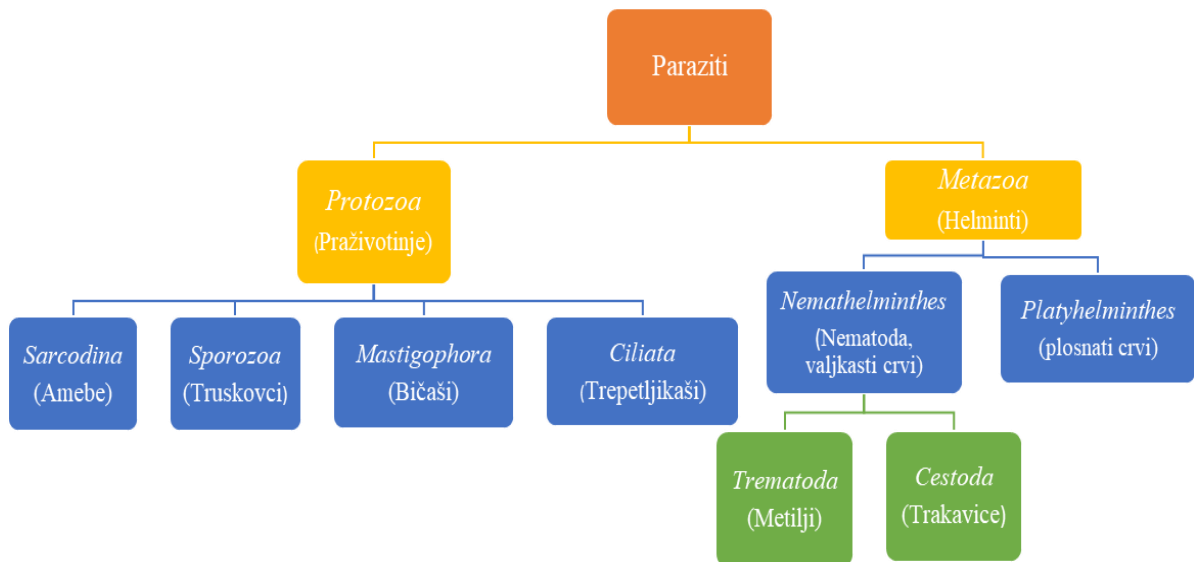 Paraziti
Protozoa
(Praživotinje)
Metazoa
(Helminti)
Sarcodina
(Amebe)
Sporozoa
(Truskovci)
Mastigophora
(Bičaši)
Ciliata
(Trepetljikaši)
Nemathelminthes
(Nematoda,
valjkasti crvi)
Platyhelminthes
(plosnati crvi)
Trematoda
(Metilji)
Cestoda
(Trakavice)